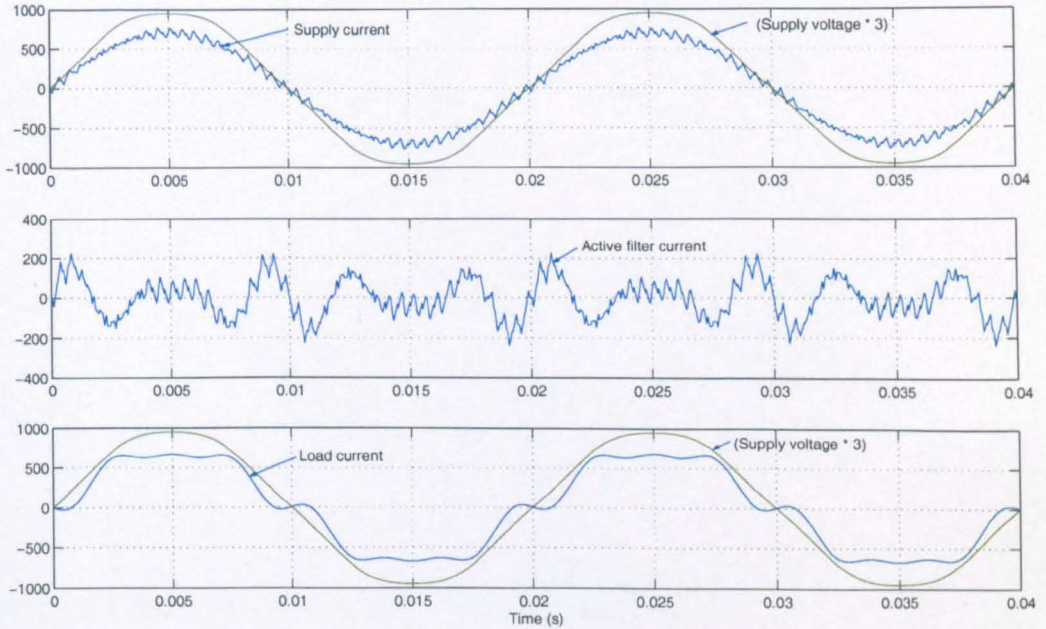 1000
500
0
−500
−1000
Supply current
(Supply voltage * 3)
0 0.005 0.01 0.015 0.02 0.025 0.03 0.035 0.04
400
200
0
−200
−400
Active filter current
0 0.005 0.01 0.015 0.02 0.025 0.03 0.035 0.04
1000
500
0
−500
−1000
Load current
(Supply voltage * 3)
0 0.005 0.01 0.015 0.02 0.025 0.03 0.035 0.04
Time (s)